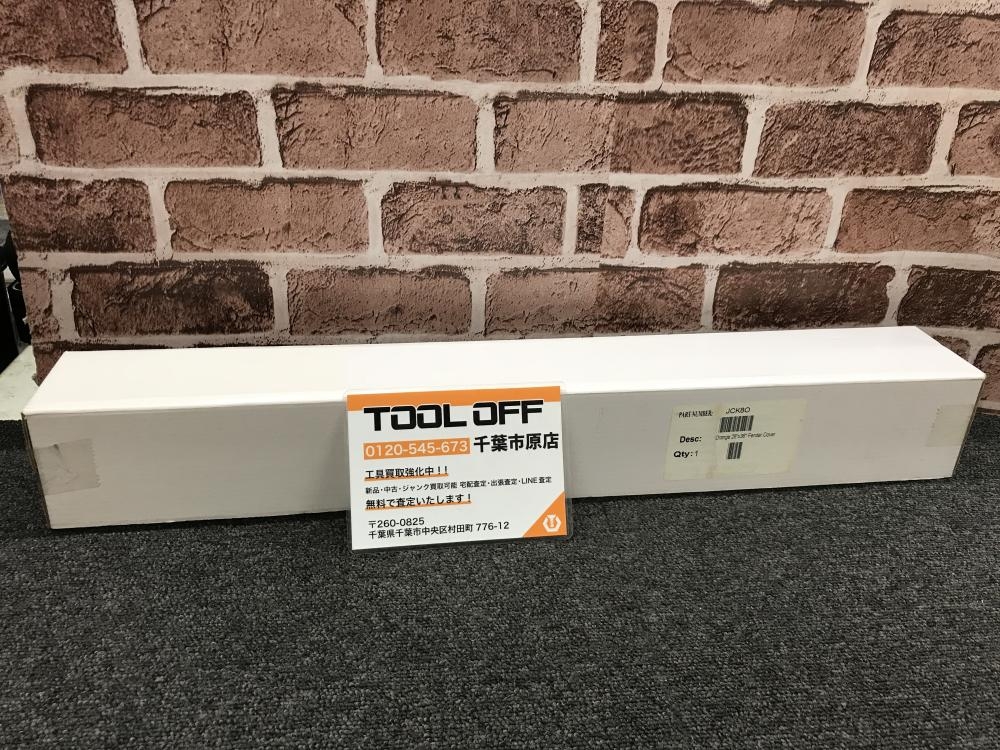 TOOL OFF
0120-545-673 千葉市原店
工具買取強化中！！
新品・中古・ジャンク買取可能 宅配査定・出張査定・LINE査定
無料で査定いたします！
〒260-0825
千葉県千葉市中央区村田町 776-12
PART NUMBER: JCK8O
Desc: Orange 28"x36" Fender Cover
Qty: 1